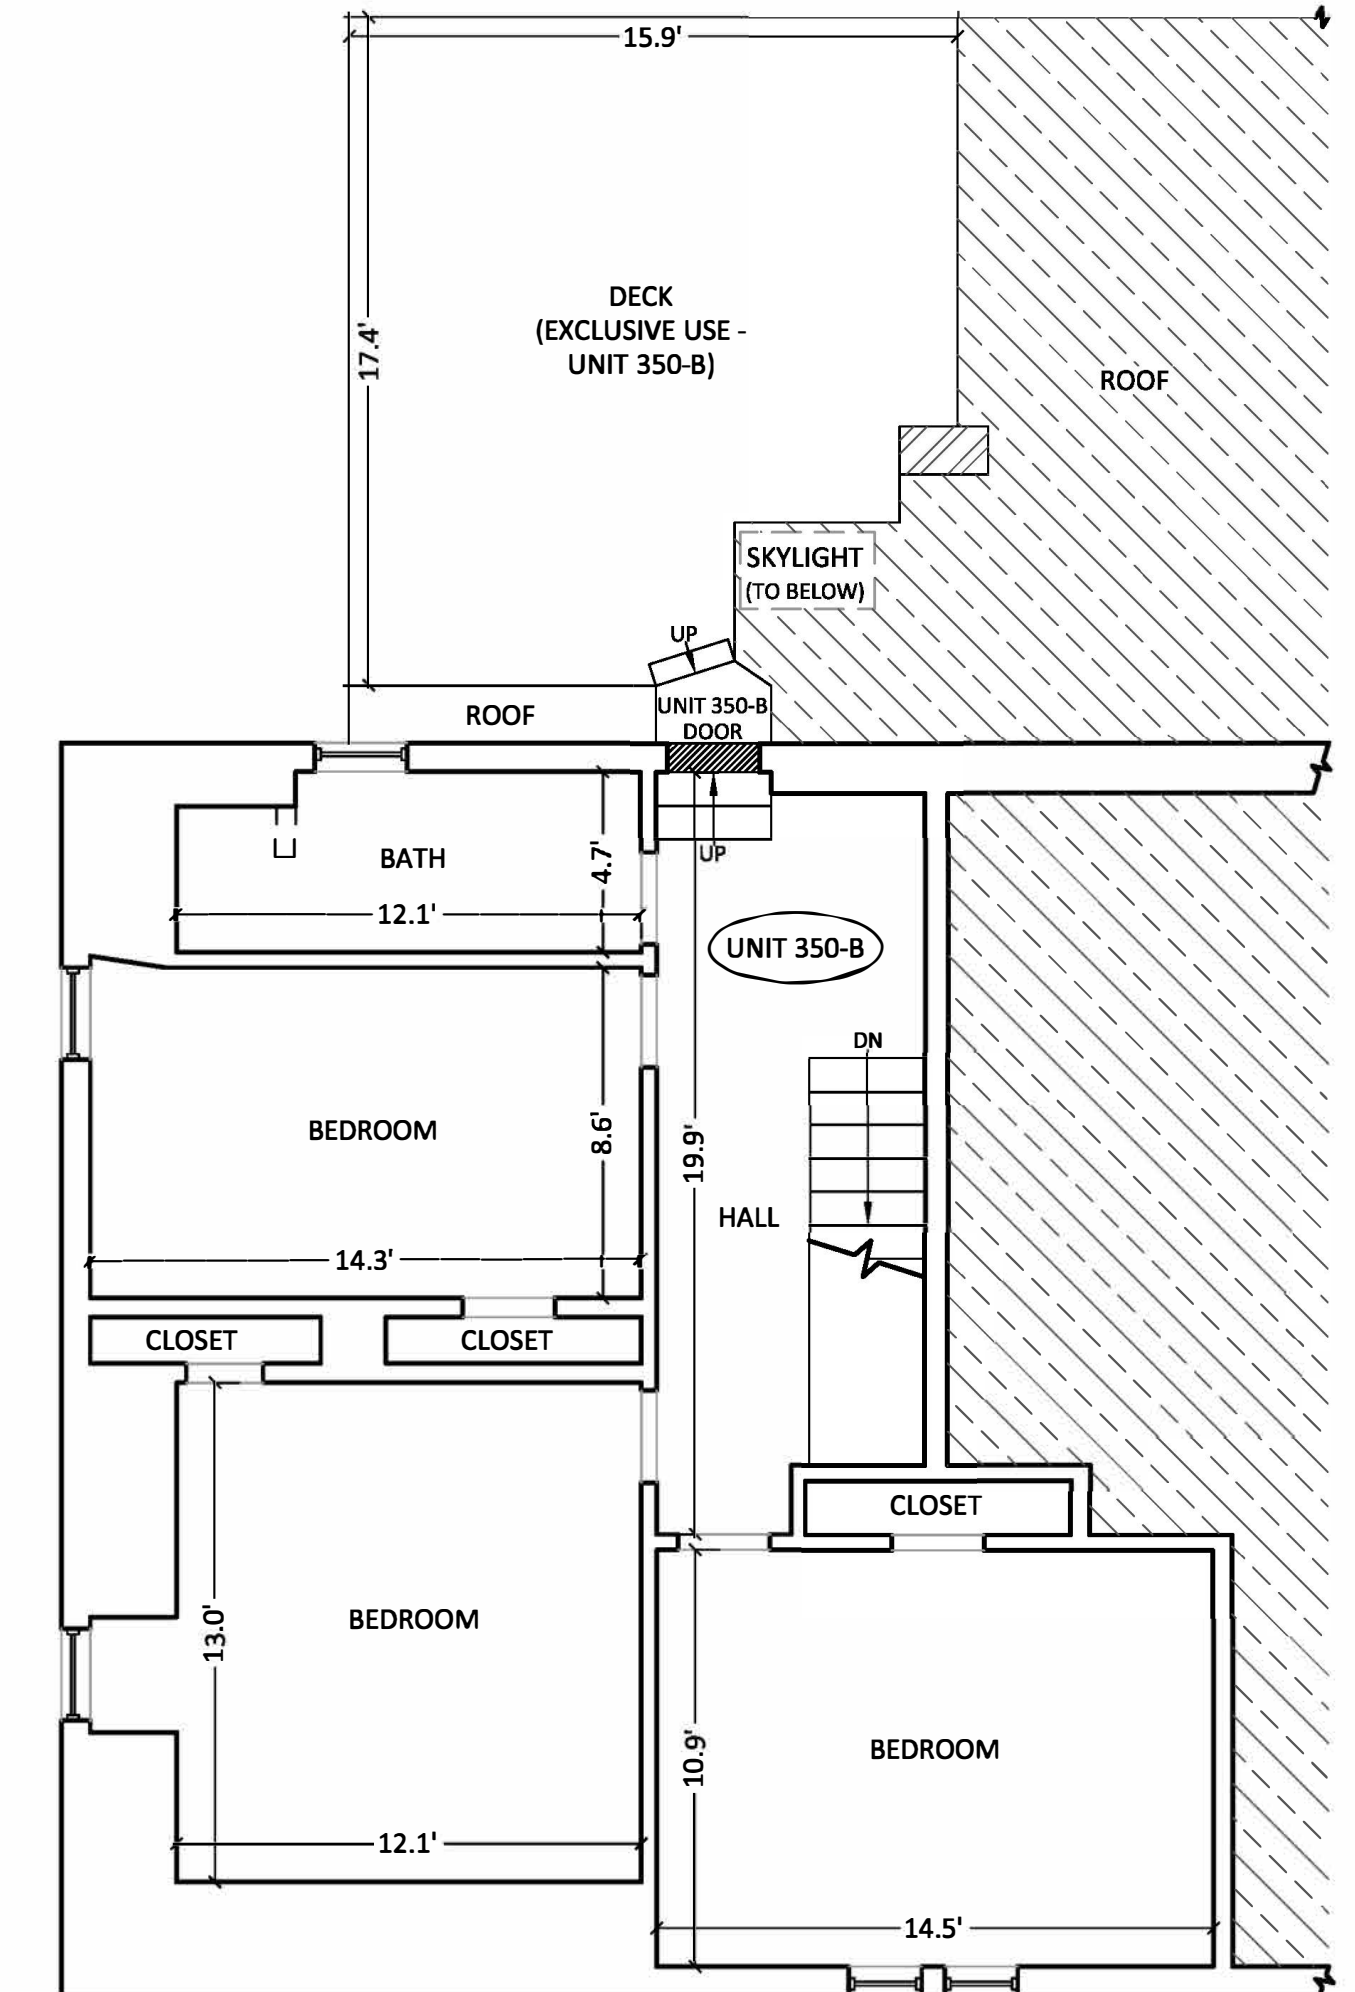 15.9'
17.4'
DECK
(EXCLUSIVE USE -
UNIT 350-B)
ROOF
SKYLIGHT
(TO BELOW)
UP
UNIT 350-B
DOOR
ROOF
UP
BATH
4.7'
12.1'
UNIT 350-B
DN
BEDROOM
8.6'
19.9'
HALL
14.3'
CLOSET
CLOSET
CLOSET
BEDROOM
13.0'
BEDROOM
10.9'
12.1'
14.5'